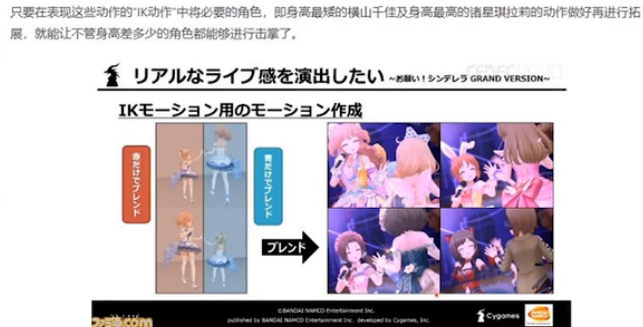 只要在表现这些动作的"IK动作"中将必要的角色，即身高最矮的横山千佳及身高最高的诸星琪拉莉的动作做好再进行拓
展，就能让不管身高差多少的角色都能够进行击掌了。
リアルなライブ感を演出したい ~お願い！シンデレラ GRAND VERSION~
IKモーション用のモーション作成
赤だけでブレンド
青だけでブレンド
ブレンド
©BANDAI NAMCO Entertainment Inc.
published by BANDAI NAMCO Entertainment Inc. developed by Cygames, Inc.
Cygames
ファミ通com